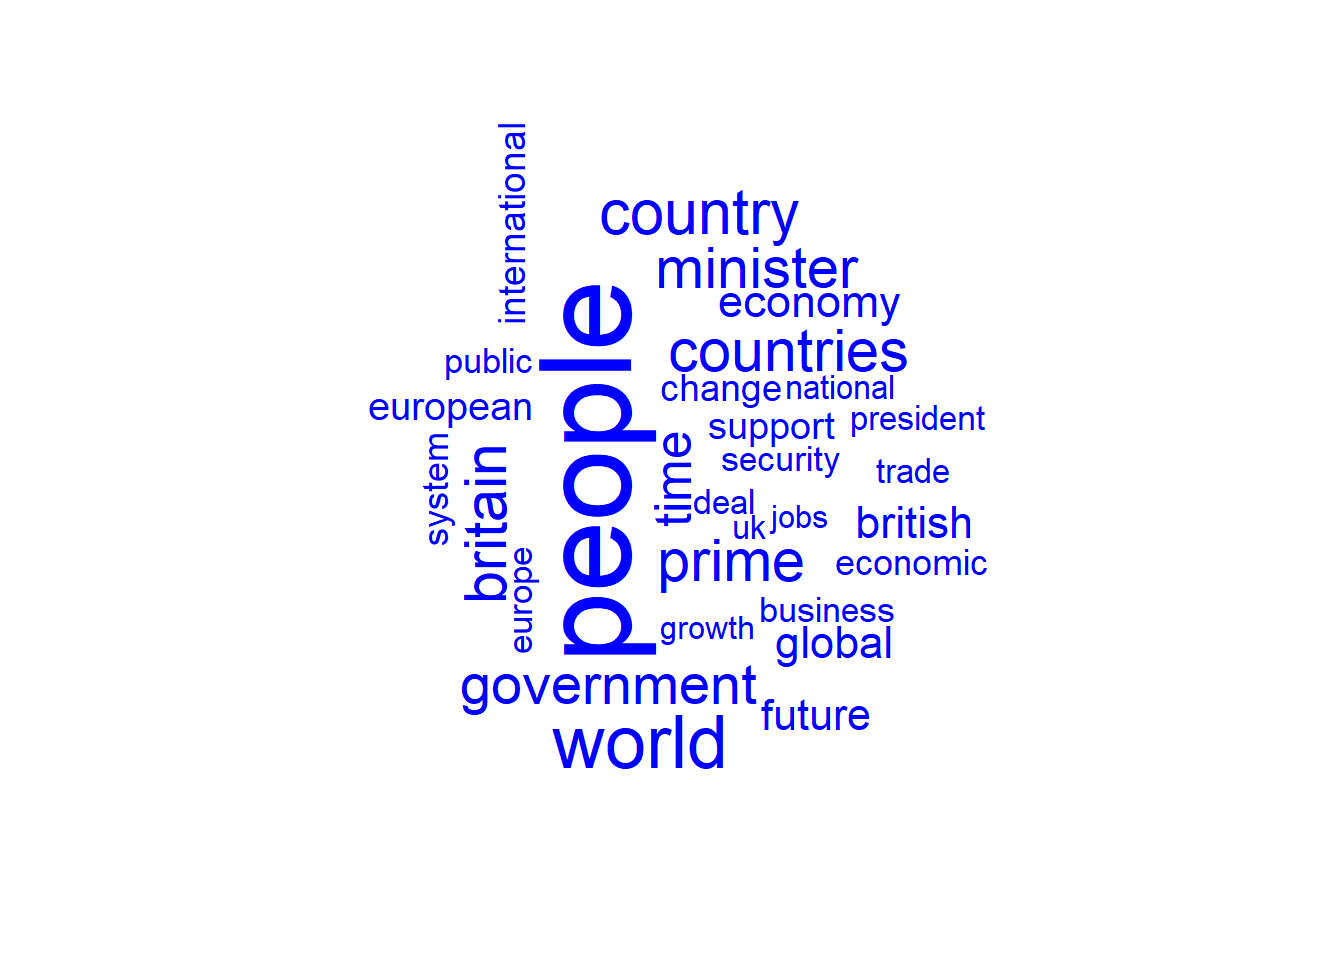 international
country
minister
economy
people
countries
public
change
national
european
president
support
system
time
security
britain
trade
deal
jobs
british
uk
prime
economic
europe
business
growth
global
government
future
world